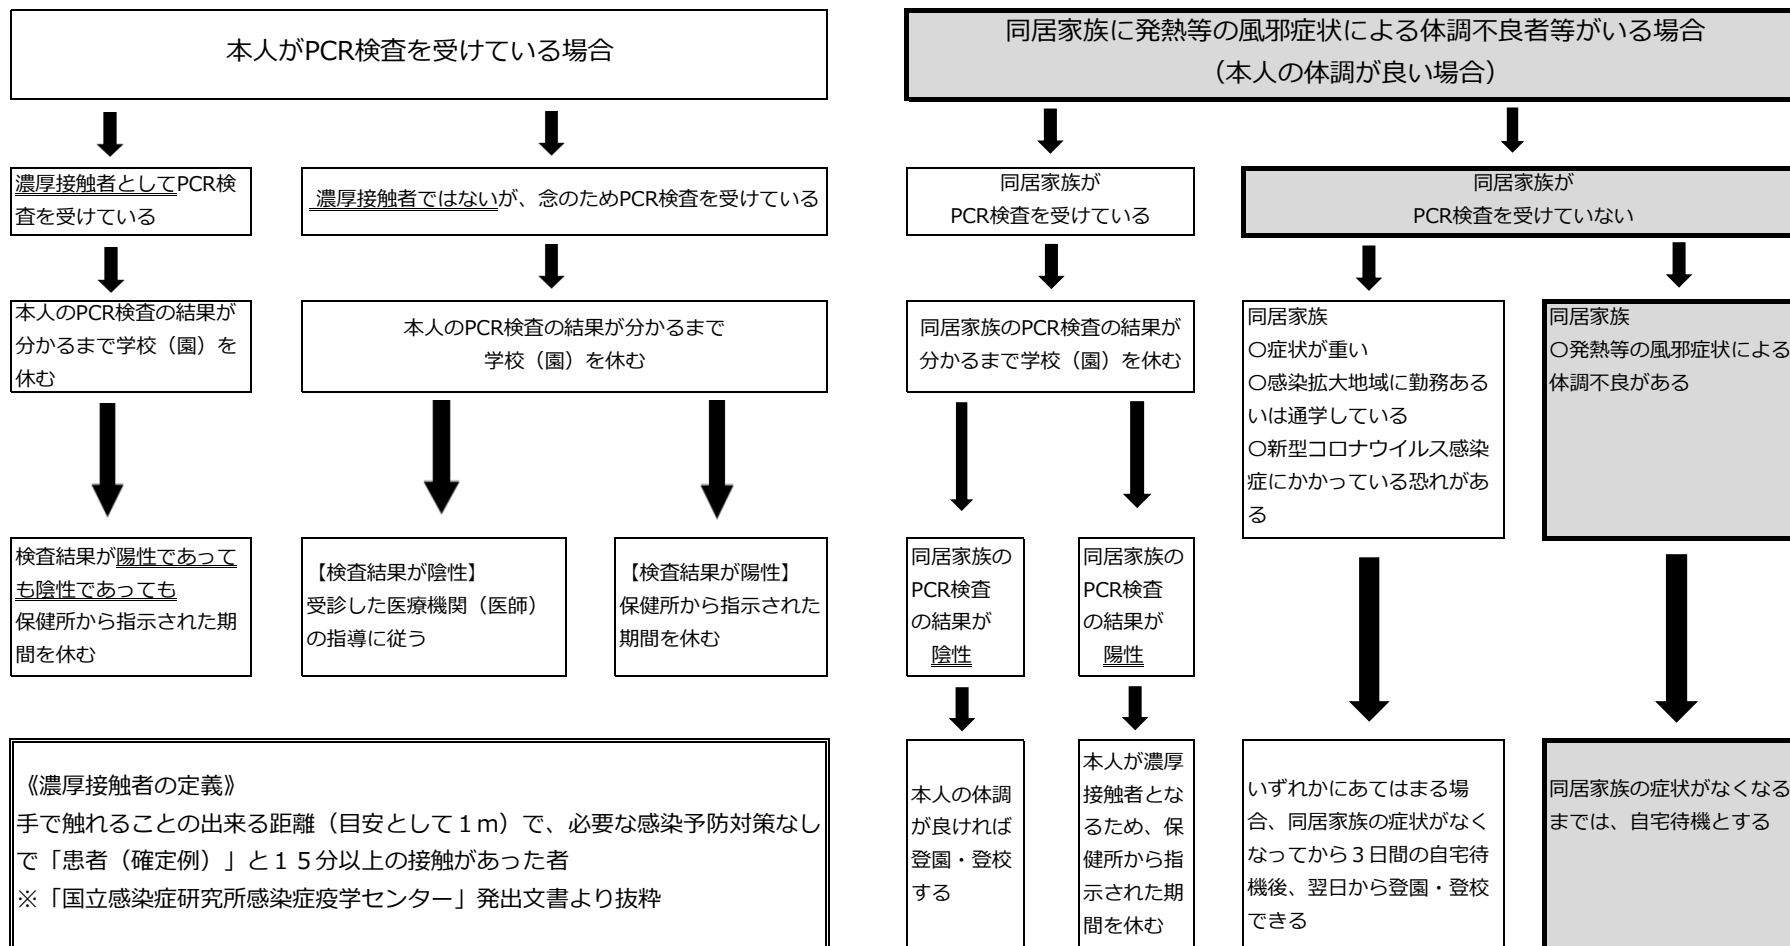 本人がPCR検査を受けている場合
濃厚接触者としてPCR検
査を受けている
濃厚接触者ではないが、念のためPCR検査を受けている
本人のPCR検査の結果が
分かるまで学校（園）を
休む
本人のPCR検査の結果が分かるまで
学校（園）を休む
検査結果が陽性であって
も陰性であっても
保健所から指示された期
間を休む
【検査結果が陰性】
受診した医療機関（医師）
の指導に従う
【検査結果が陽性】
保健所から指示された
期間を休む
《濃厚接触者の定義》
手で触れることの出来る距離（目安として１ｍ）で、必要な感染予防対策なし
で「患者（確定例）」と１５分以上の接触があった者
※「国立感染症研究所感染症疫学センター」発出文書より抜粋
同居家族に発熱等の風邪症状による体調不良者等がいる場合
（本人の体調が良い場合）
同居家族が
PCR検査を受けている
同居家族が
PCR検査を受けていない
同居家族のPCR検査の結果が
分かるまで学校（園）を休む
同居家族
〇症状が重い
〇感染拡大地域に勤務ある
いは通学している
〇新型コロナウイルス感染
症にかかっている恐れがあ
る
同居家族
〇発熱等の風邪症状による
体調不良がある
同居家族の
PCR検査
の結果が
陰性
同居家族の
PCR検査
の結果が
陽性
本人の体調
が良ければ
登園・登校
する
本人が濃厚
接触者とな
るため、保
健所から指
示された期
間を休む
いずれかにあてはまる場
合、同居家族の症状がなく
なってから３日間の自宅待
機後、翌日から登園・登校
できる
同居家族の症状がなくなる
までは、自宅待機とする